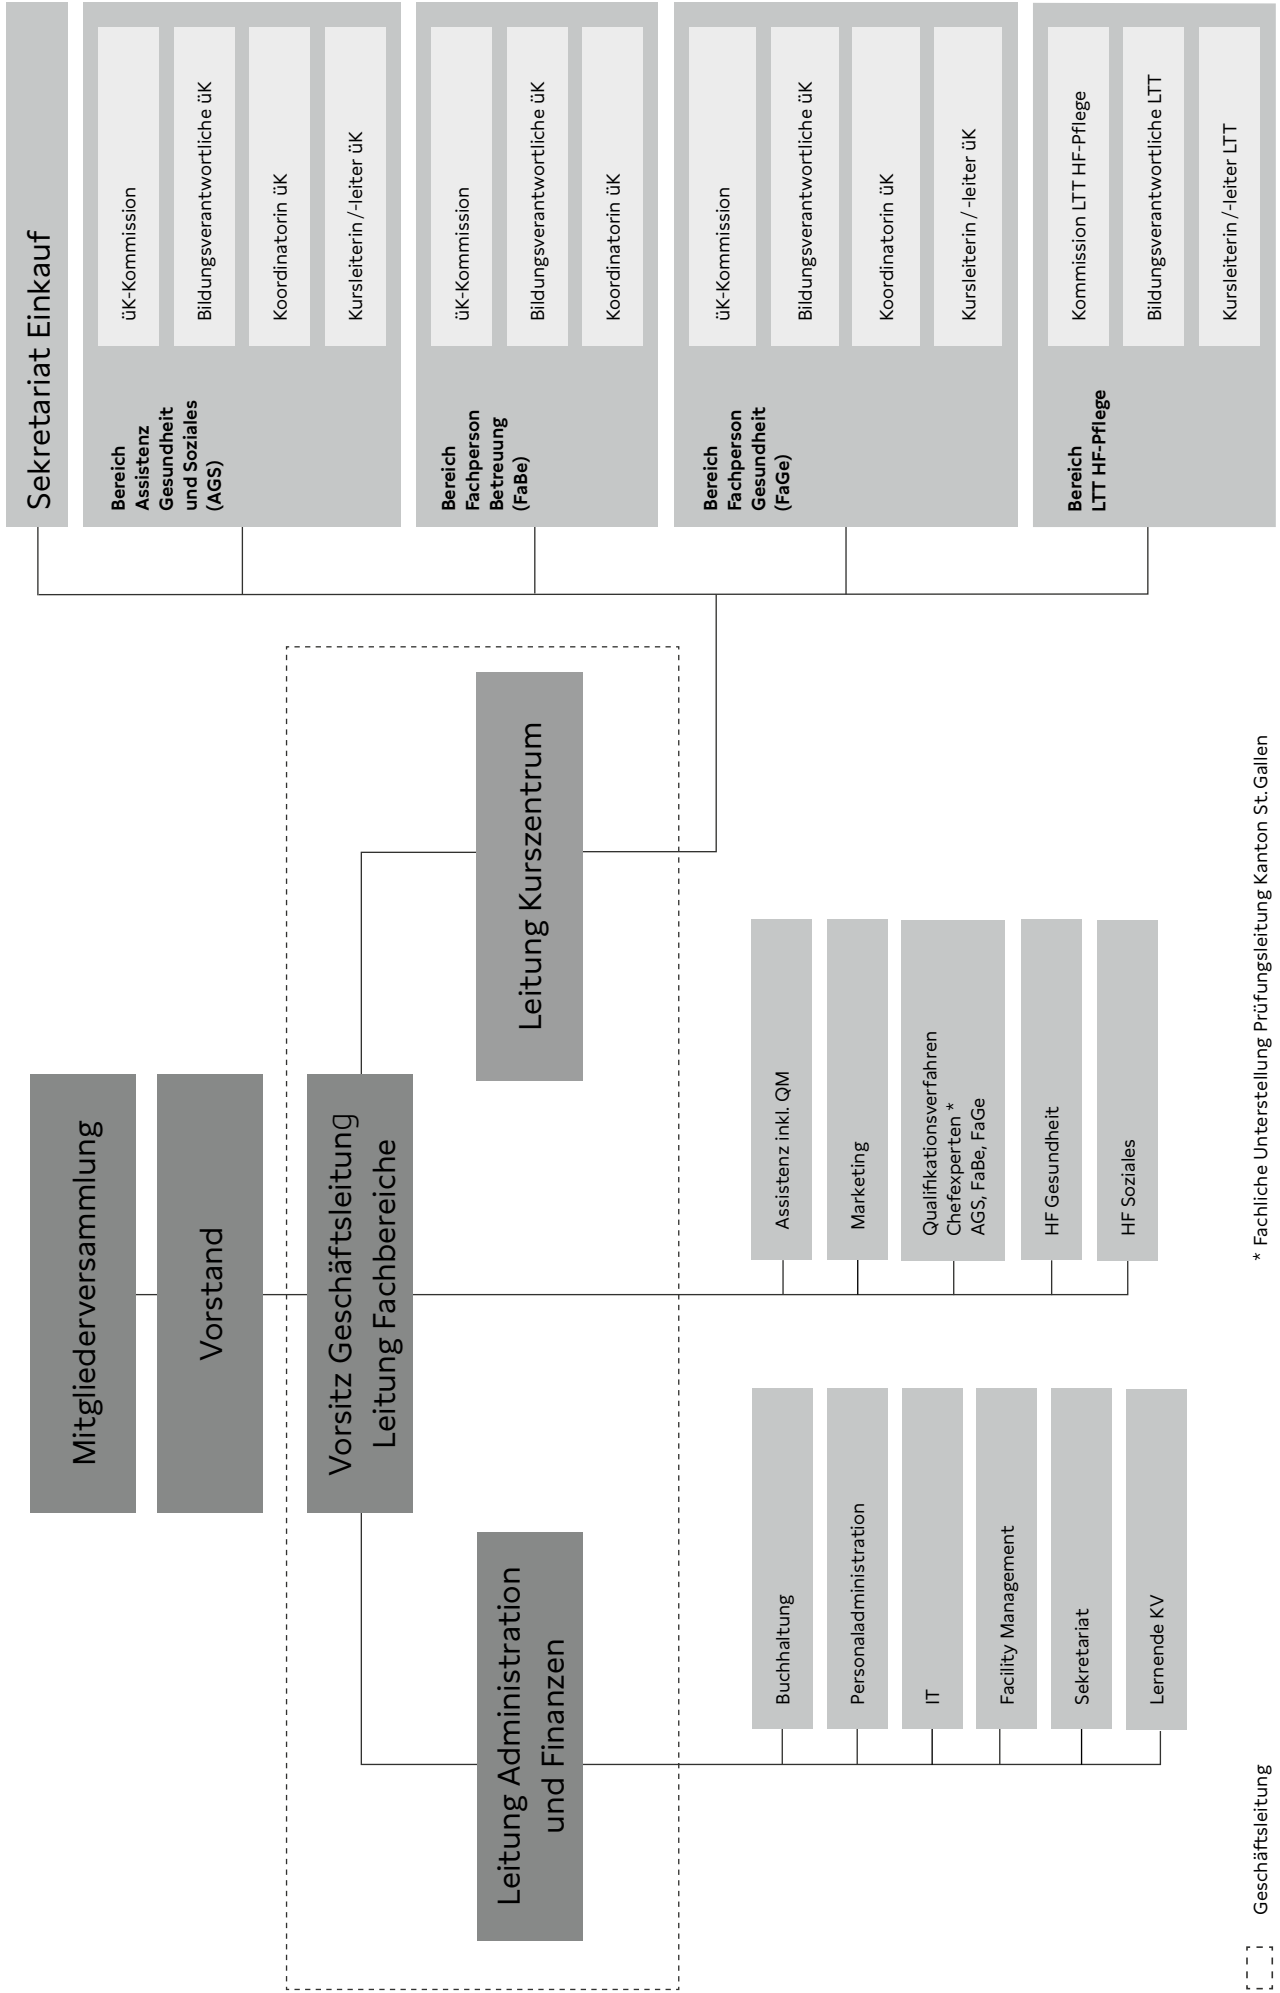 Mitgliederversammlung
Vorstand
Vorsitz Geschäftsleitung
Leitung Fachbereiche
Leitung Administration
und Finanzen
Leitung Kurszentrum
Buchhaltung
Personaladministration
IT
Facility Management
Sekretariat
Lernende KV
Assistenz inkl. QM
Marketing
Qualifikationsverfahren
Chefexperten *
AGS, FaBe, FaGe
HF Gesundheit
HF Soziales
Sekretariat Einkauf
Bereich
Assistenz
Gesundheit
und Soziales
(AGS)
üK-Kommission
Bildungsverantwortliche üK
Koordinatorin üK
Kursleiterin /-leiter üK
Bereich
Fachperson
Betreuung
(FaBe)
üK-Kommission
Bildungsverantwortliche üK
Koordinatorin üK
Bereich
Fachperson
Gesundheit
(FaGe)
üK-Kommission
Bildungsverantwortliche üK
Koordinatorin üK
Kursleiterin / -leiter üK
Bereich
LTT HF-Pflege
Kommission LTT HF-Pflege
Bildungsverantwortliche LTT
Kursleiterin /-leiter LTT
Geschäftsleitung
* Fachliche Unterstellung Prüfungsleitung Kanton St.Gallen